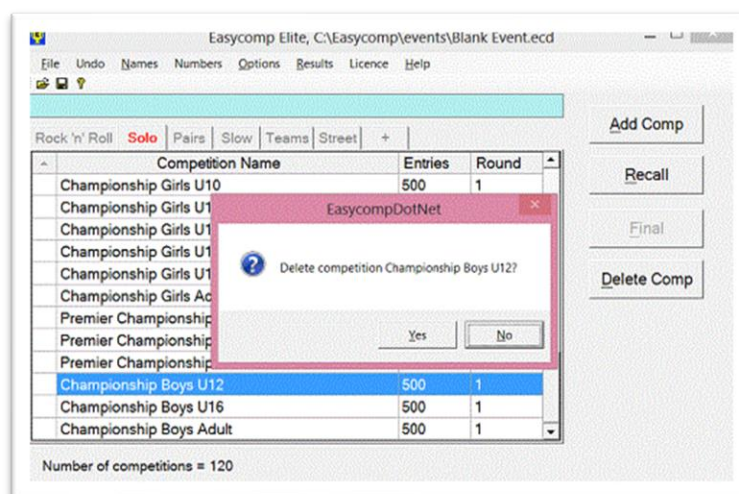 Easycomp Elite, C:\Easycomp\events\Blank Event.ecd
File Undo Names Numbers Options Results Licence Help
Rock 'n' Roll Solo Pairs Slow Teams Street +
Competition Name Entries Round
Championship Girls U10 500 1
Championship Girls U1
Championship Girls U1
Championship Girls U1
Championship Girls U1
Championship Girls Ad
Premier Championship
Premier Championship
Premier Championship
Championship Boys U12 500 1
Championship Boys U16 500 1
Championship Boys Adult 500 1
Number of competitions = 120
EasycompDotNet
Delete competition Championship Boys U12?
Yes No
Add Comp
Recall
Final
Delete Comp